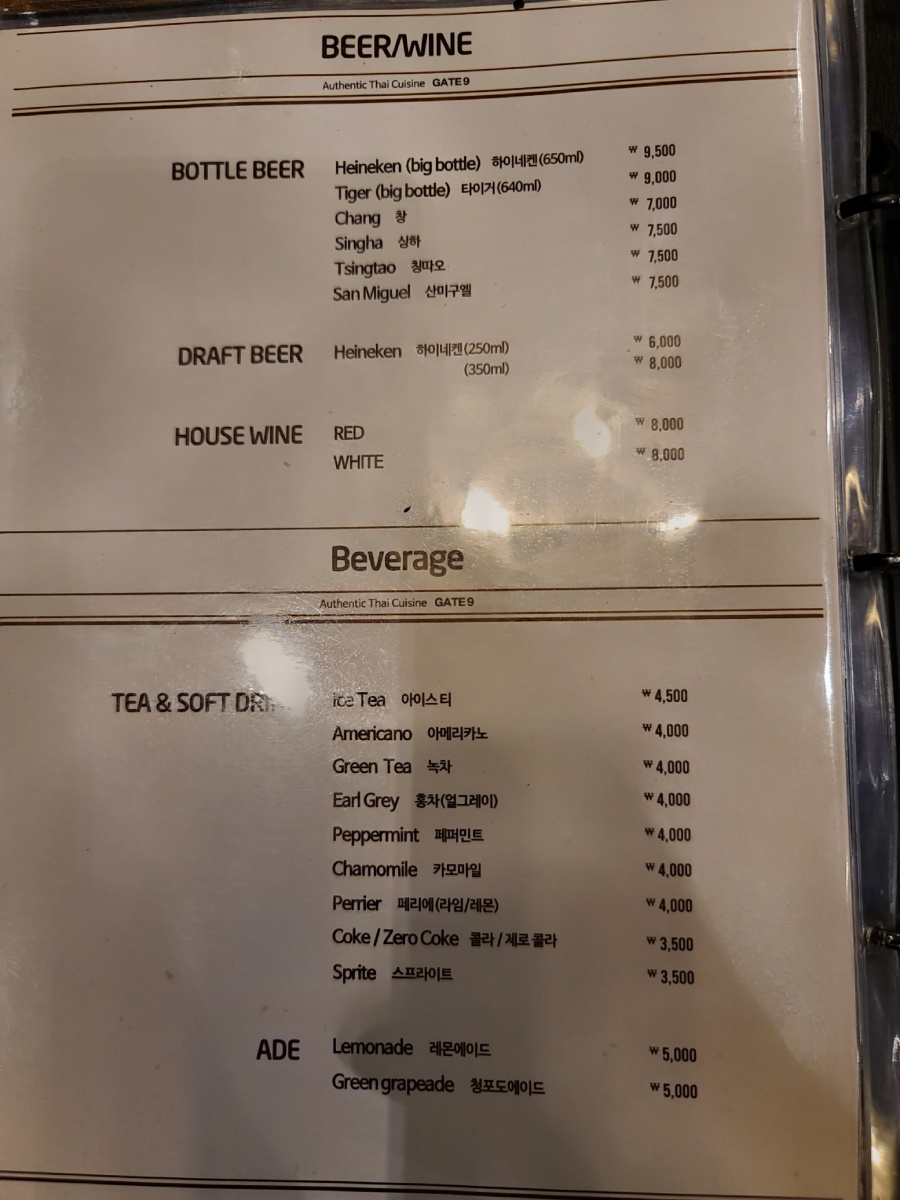 BEER/WINE
Authentic Thai Cuisine GATE9
BOTTLE BEER Heineken (big bottle) 하이네켄(650ml) ₩ 9,500
Tiger (big bottle) 타이거(640ml) ₩ 9,000
Chang 창 ₩ 7,000
Singha 싱하 ₩ 7,500
Tsingtao 칭따오 ₩ 7,500
San Miguel 산미구엘 ₩ 7,500
DRAFT BEER Heineken 하이네켄(250ml) ₩ 6,000
(350ml) ₩ 8,000
HOUSE WINE RED ₩ 8,000
WHITE ₩ 8,000
Beverage
Authentic Thai Cuisine GATE9
TEA & SOFT ice Tea 아이스티 ₩ 4,500
Americano 아메리카노 ₩ 4,000
Green Tea 녹차 ₩ 4,000
Earl Grey 홍차(얼그레이) ₩ 4,000
Peppermint 페퍼민트 ₩ 4,000
Chamomile 카모마일 ₩ 4,000
Perrier 페리에(라임/레몬) ₩ 4,000
Coke / Zero Coke 콜라 / 제로 콜라 ₩ 3,500
Sprite 스프라이트 ₩ 3,500
ADE Lemonade 레몬에이드 ₩ 5,000
Green grapeade 청포도에이드 ₩ 5,000